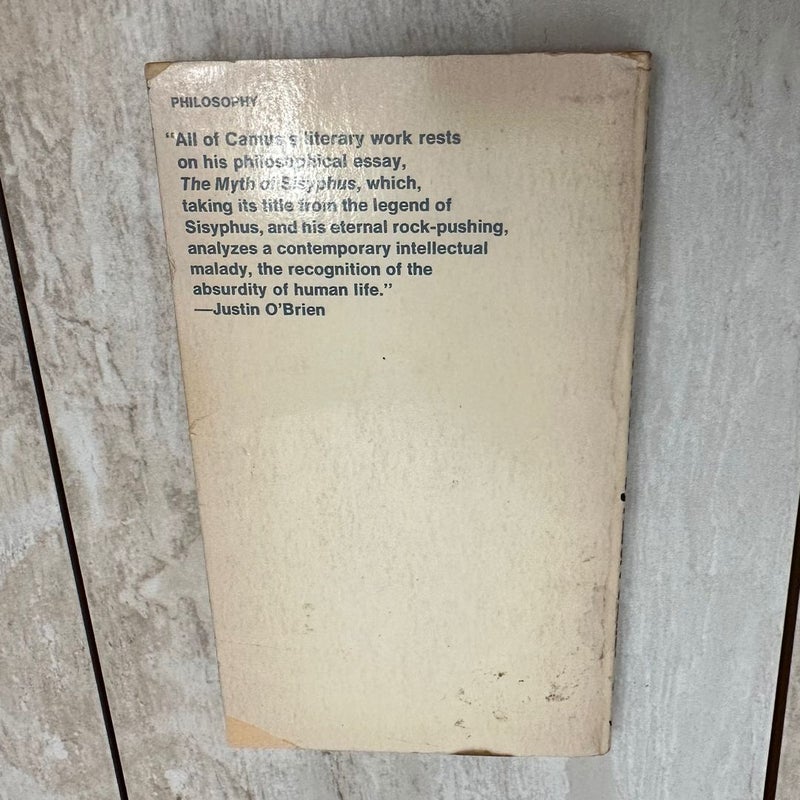 PHILOSOPHY
“All of Camus's literary work rests
on his philosophical essay,
The Myth of Sisyphus, which,
taking its title from the legend of
Sisyphus, and his eternal rock-pushing,
analyzes a contemporary intellectual
malady, the recognition of the
absurdity of human life.”
—Justin O'Brien